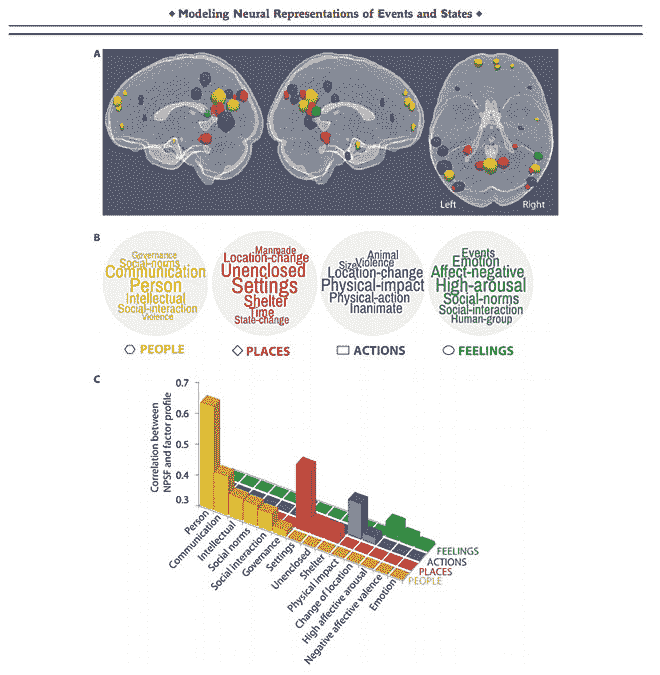 ◆ Modeling Neural Representations of Events and States ◆
A
Left
Right
B
Governance
Social-norms
Communication
Person
Intellectual
Social-interaction
Violence
Manmade
Location-change
Unenclosed
Settings
Shelter
Time
State-change
Animal
Size Violence
Location-change
Physical-impact
Physical-action
Inanimate
Events
Emotion
Affect-negative
High-arousal
Social-norms
Social-interaction
Human-group
PEOPLE
PLACES
ACTIONS
FEELINGS
C
Correlation between
NPSF and factor profile
0.7
0.6
0.5
0.4
0.3
Person
Communication
Intellectual
Social norms
Social interaction
Governance
Settings
Unenclosed
Shelter
Physical impact
Change of location
High affective arousal
Negative affective valence
Emotion
FEELINGS
ACTIONS
PLACES
PEOPLE